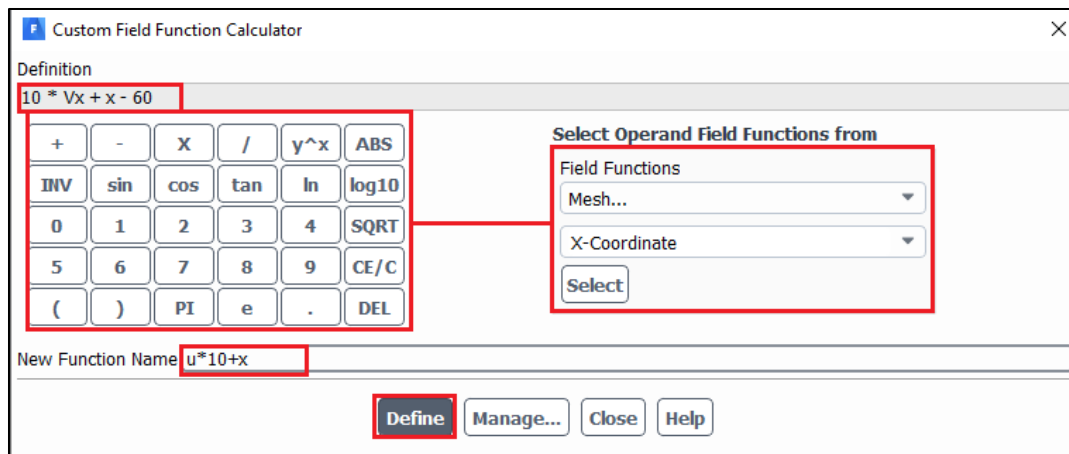 F Custom Field Function Calculator
Definition
10 * Vx + x - 60
+ - X / y^x ABS
INV sin cos tan ln log10
0 1 2 3 4 SQRT
5 6 7 8 9 CE/C
( ) PI e . DEL
Select Operand Field Functions from
Field Functions
Mesh...
X-Coordinate
Select
New Function Name u*10+x
Define Manage... Close Help